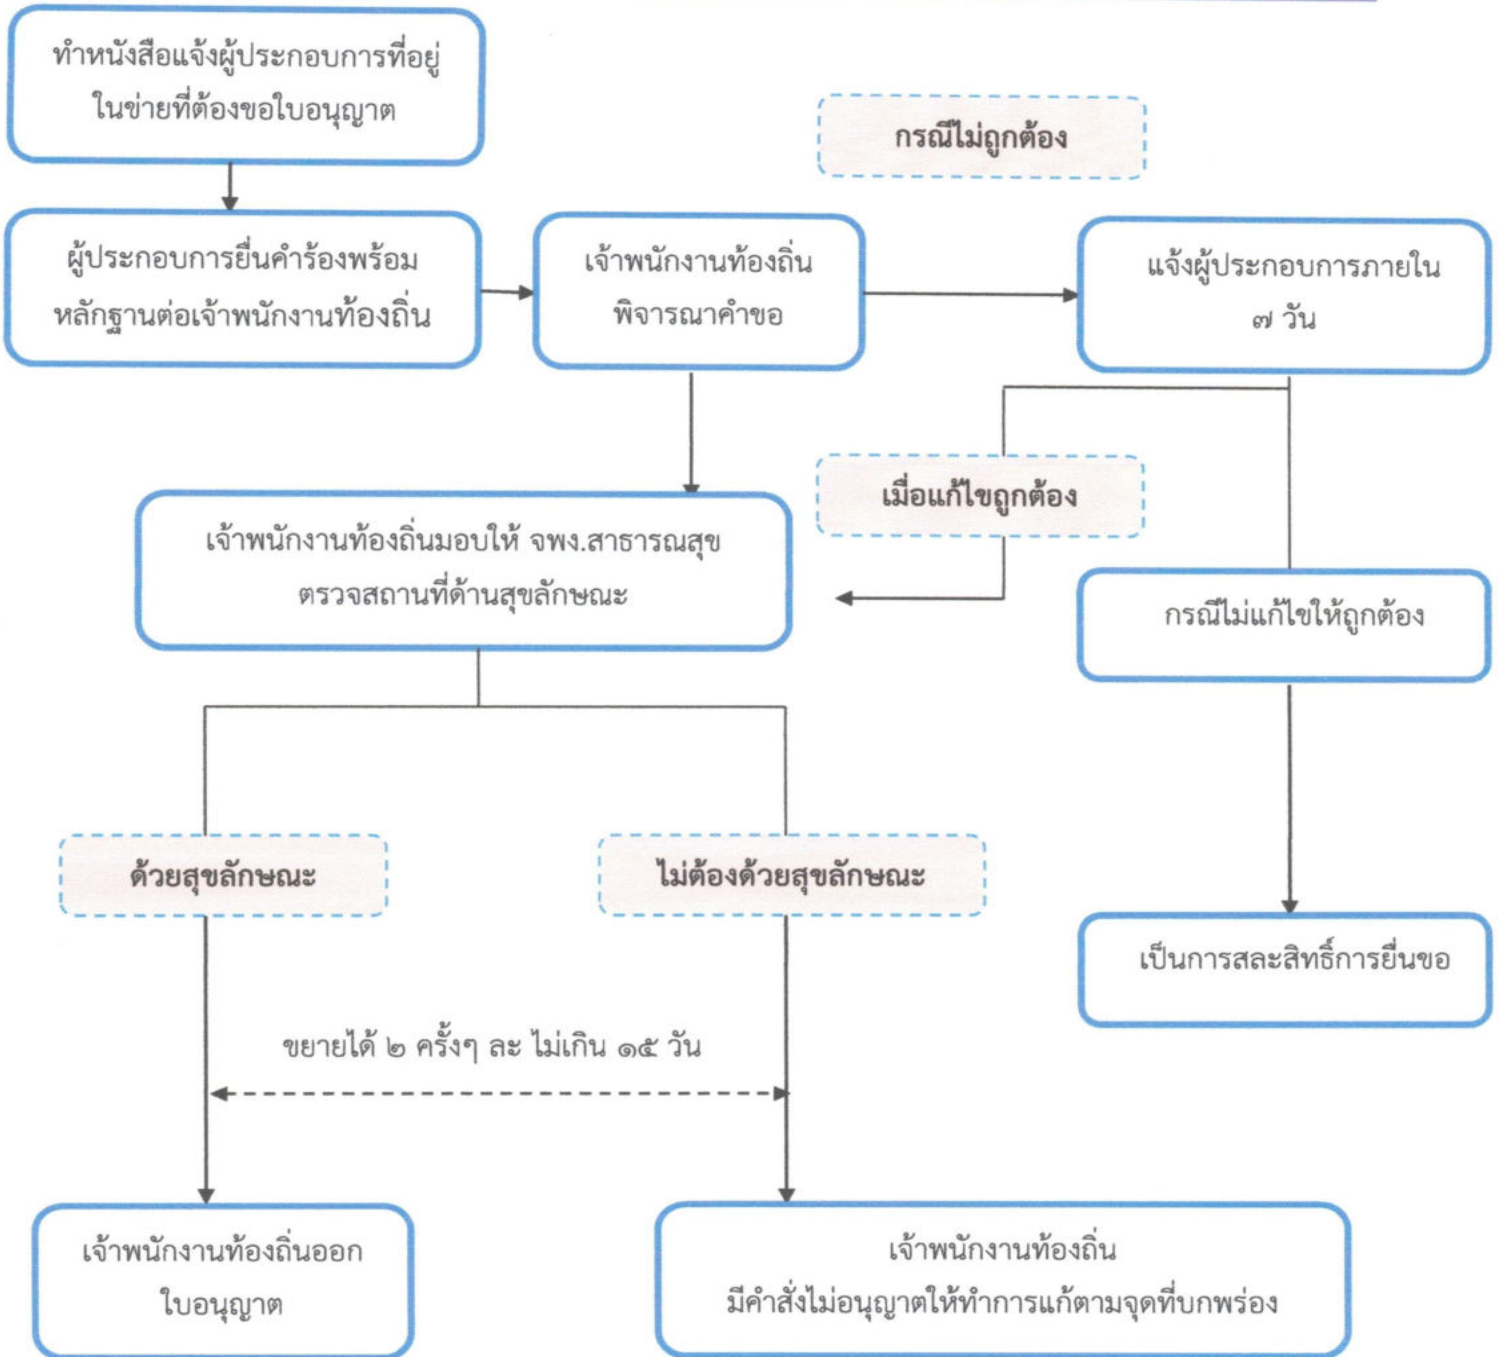 ทำหนังสือแจ้งผู้ประกอบการที่อยู่
ในข่ายที่ต้องขอใบอนุญาต
กรณีไม่ถูกต้อง
ผู้ประกอบการยื่นคำร้องพร้อม
หลักฐานต่อเจ้าพนักงานท้องถิ่น
เจ้าพนักงานท้องถิ่น
พิจารณาคำขอ
แจ้งผู้ประกอบการภายใน
๗ วัน
เมื่อแก้ไขถูกต้อง
เจ้าพนักงานท้องถิ่นมอบให้ จพง.สาธารณสุข
ตรวจสถานที่ด้านสุขลักษณะ
กรณีไม่แก้ไขให้ถูกต้อง
ด้วยสุขลักษณะ
ไม่ต้องด้วยสุขลักษณะ
เป็นการสละสิทธิ์การยื่นขอ
ขยายได้ ๒ ครั้งๆ ละ ไม่เกิน ๑๕ วัน
เจ้าพนักงานท้องถิ่นออก
ใบอนุญาต
เจ้าพนักงานท้องถิ่น
มีคำสั่งไม่อนุญาตให้ทำการแก้ตามจุดที่บกพร่อง